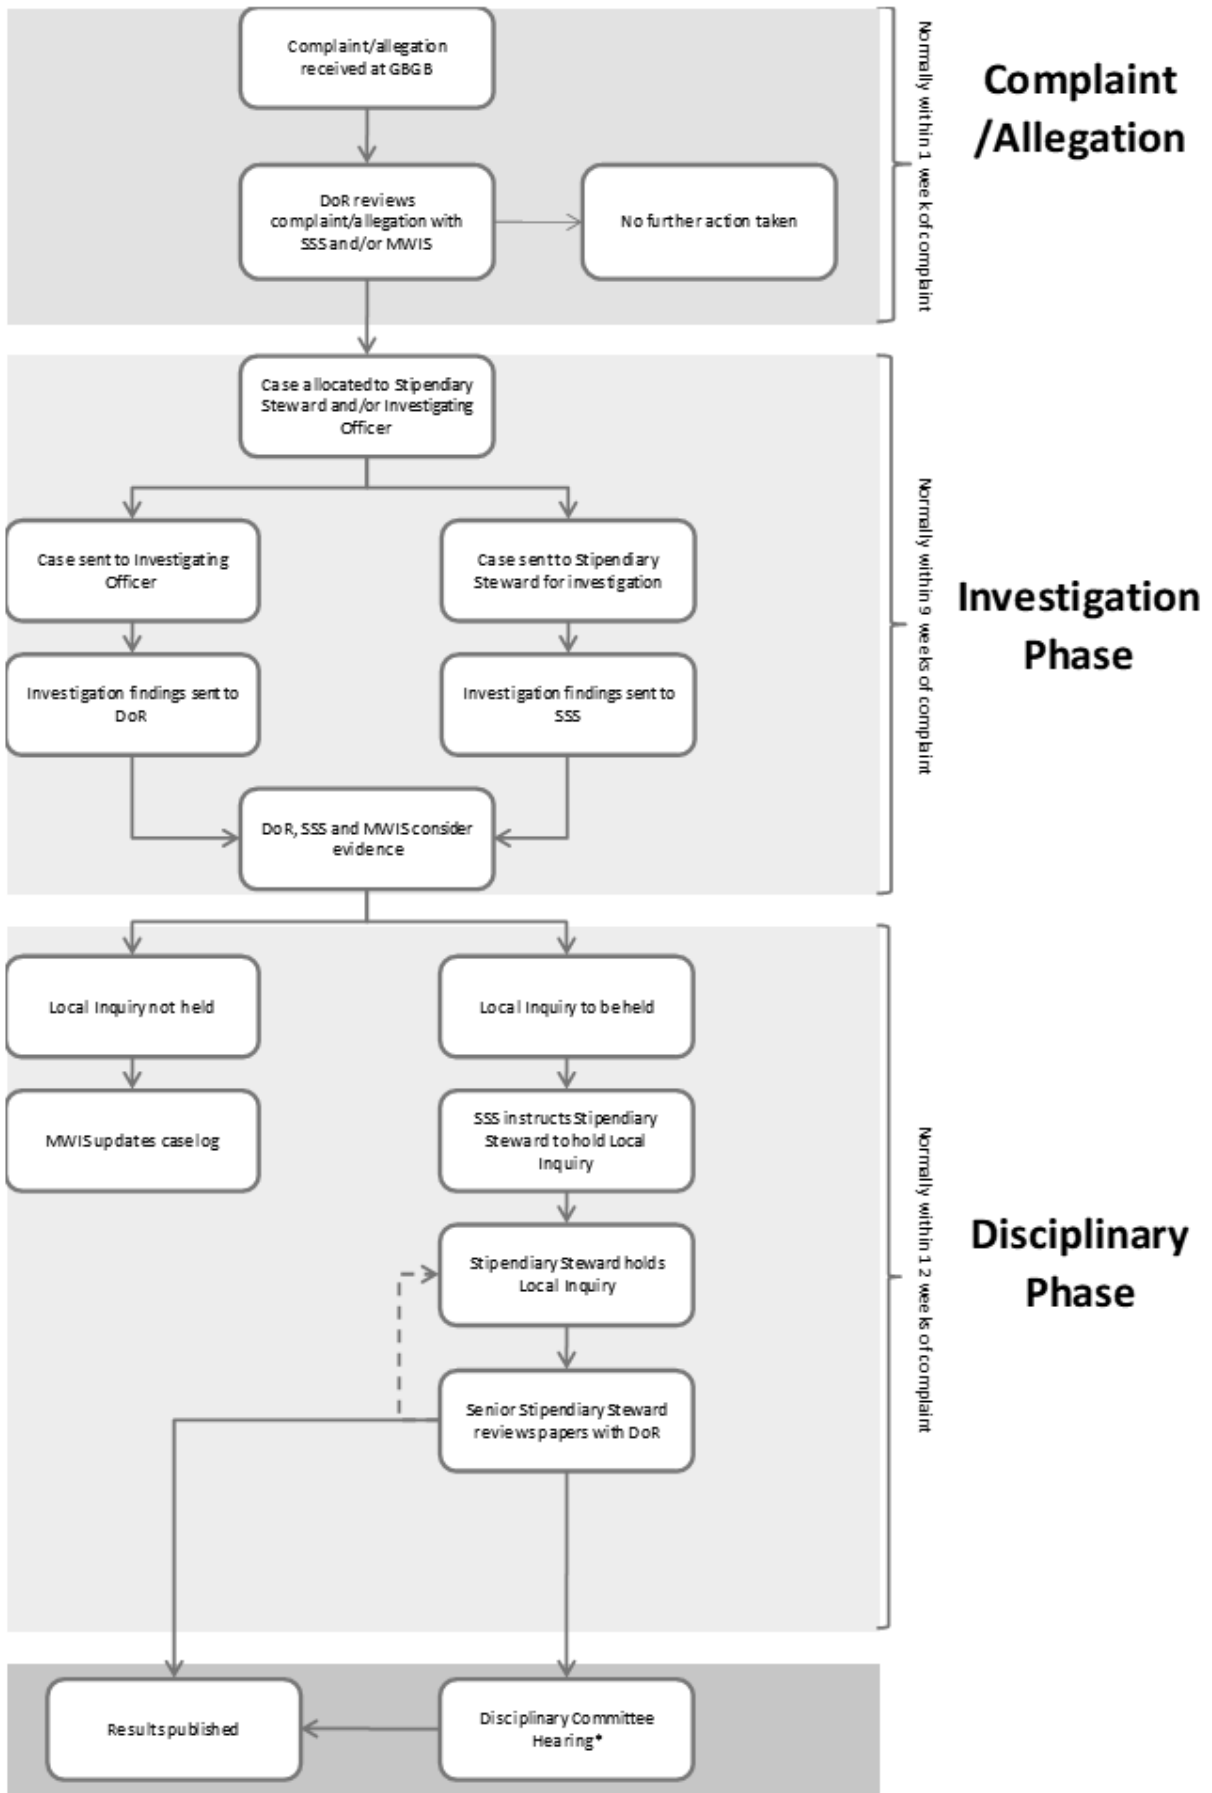 Complaint/allegation
received at GBGB
Normally within 1 week of complaint
Complaint
/Allegation
DoR reviews
complaint/allegation with
SSS and/or MWIS
No further action taken
Case allocated to Stipendiary
Steward and/or Investigating
Officer
Case sent to Investigating
Officer
Case sent to Stipendiary
Steward for investigation
Normally within 9 weeks of complaint
Investigation
Phase
Investigation findings sent to
DoR
Investigation findings sent to
SSS
DoR, SSS and MWIS consider
evidence
Local Inquiry not held
Local Inquiry to be held
MWIS updates case log
SSS instructs Stipendiary
Steward to hold Local
Inquiry
Normally within 12 weeks of complaint
Disciplinary
Phase
Stipendiary Steward holds
Local Inquiry
Senior Stipendiary Steward
reviews papers with DoR
Results published
Disciplinary Committee
Hearing*